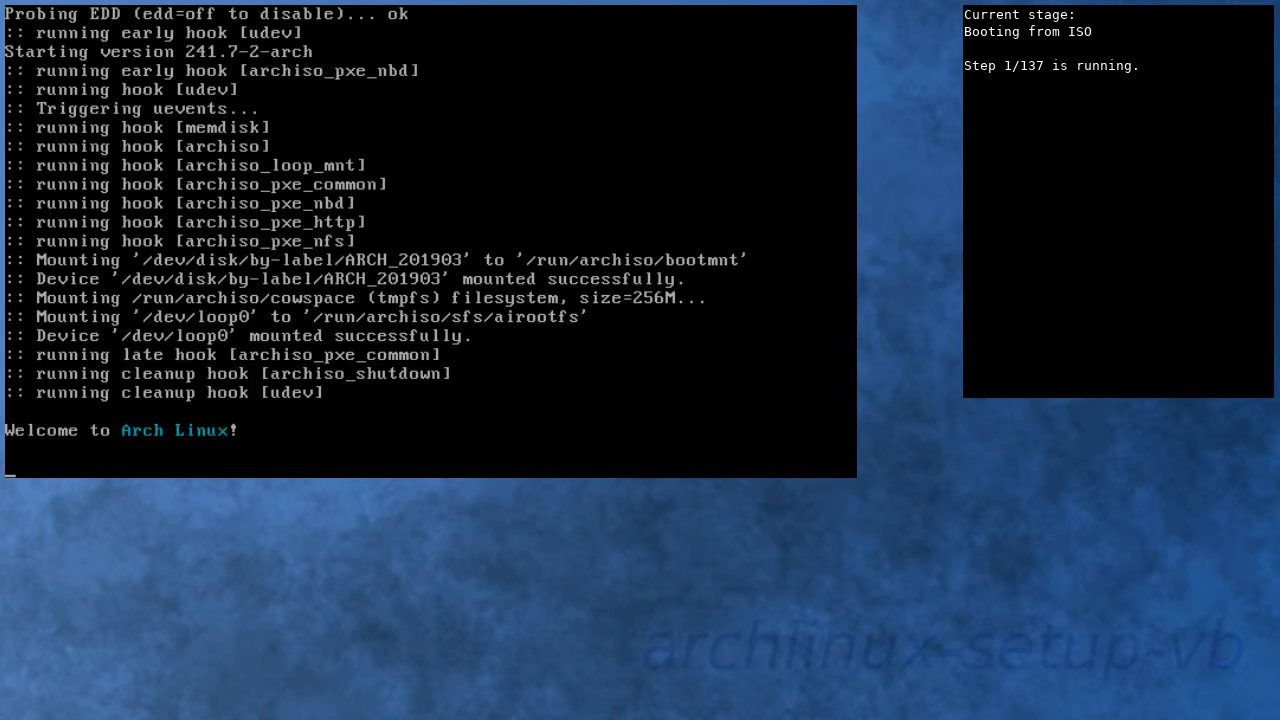 Probing EDD (edd=off to disable)... ok
:: running early hook [udev]
Starting version 241.7-2-arch
:: running early hook [archiso_pxe_nbd]
:: running hook [udev]
:: Triggering uevents...
:: running hook [memdisk]
:: running hook [archiso]
:: running hook [archiso_loop_mnt]
:: running hook [archiso_pxe_common]
:: running hook [archiso_pxe_nbd]
:: running hook [archiso_pxe_http]
:: running hook [archiso_pxe_nfs]
:: Mounting '/dev/disk/by-label/ARCH_201903' to '/run/archiso/bootmnt'
:: Device '/dev/disk/by-label/ARCH_201903' mounted successfully.
:: Mounting /run/archiso/cowspace (tmpfs) filesystem, size=256M...
:: Mounting '/dev/loop0' to '/run/archiso/sfs/airootfs'
:: Device '/dev/loop0' mounted successfully.
:: running late hook [archiso_pxe_common]
:: running cleanup hook [archiso_shutdown]
:: running cleanup hook [udev]
Welcome to Arch Linux!
Current stage:
Booting from ISO
Step 1/137 is running.
archlinux-setup-vb